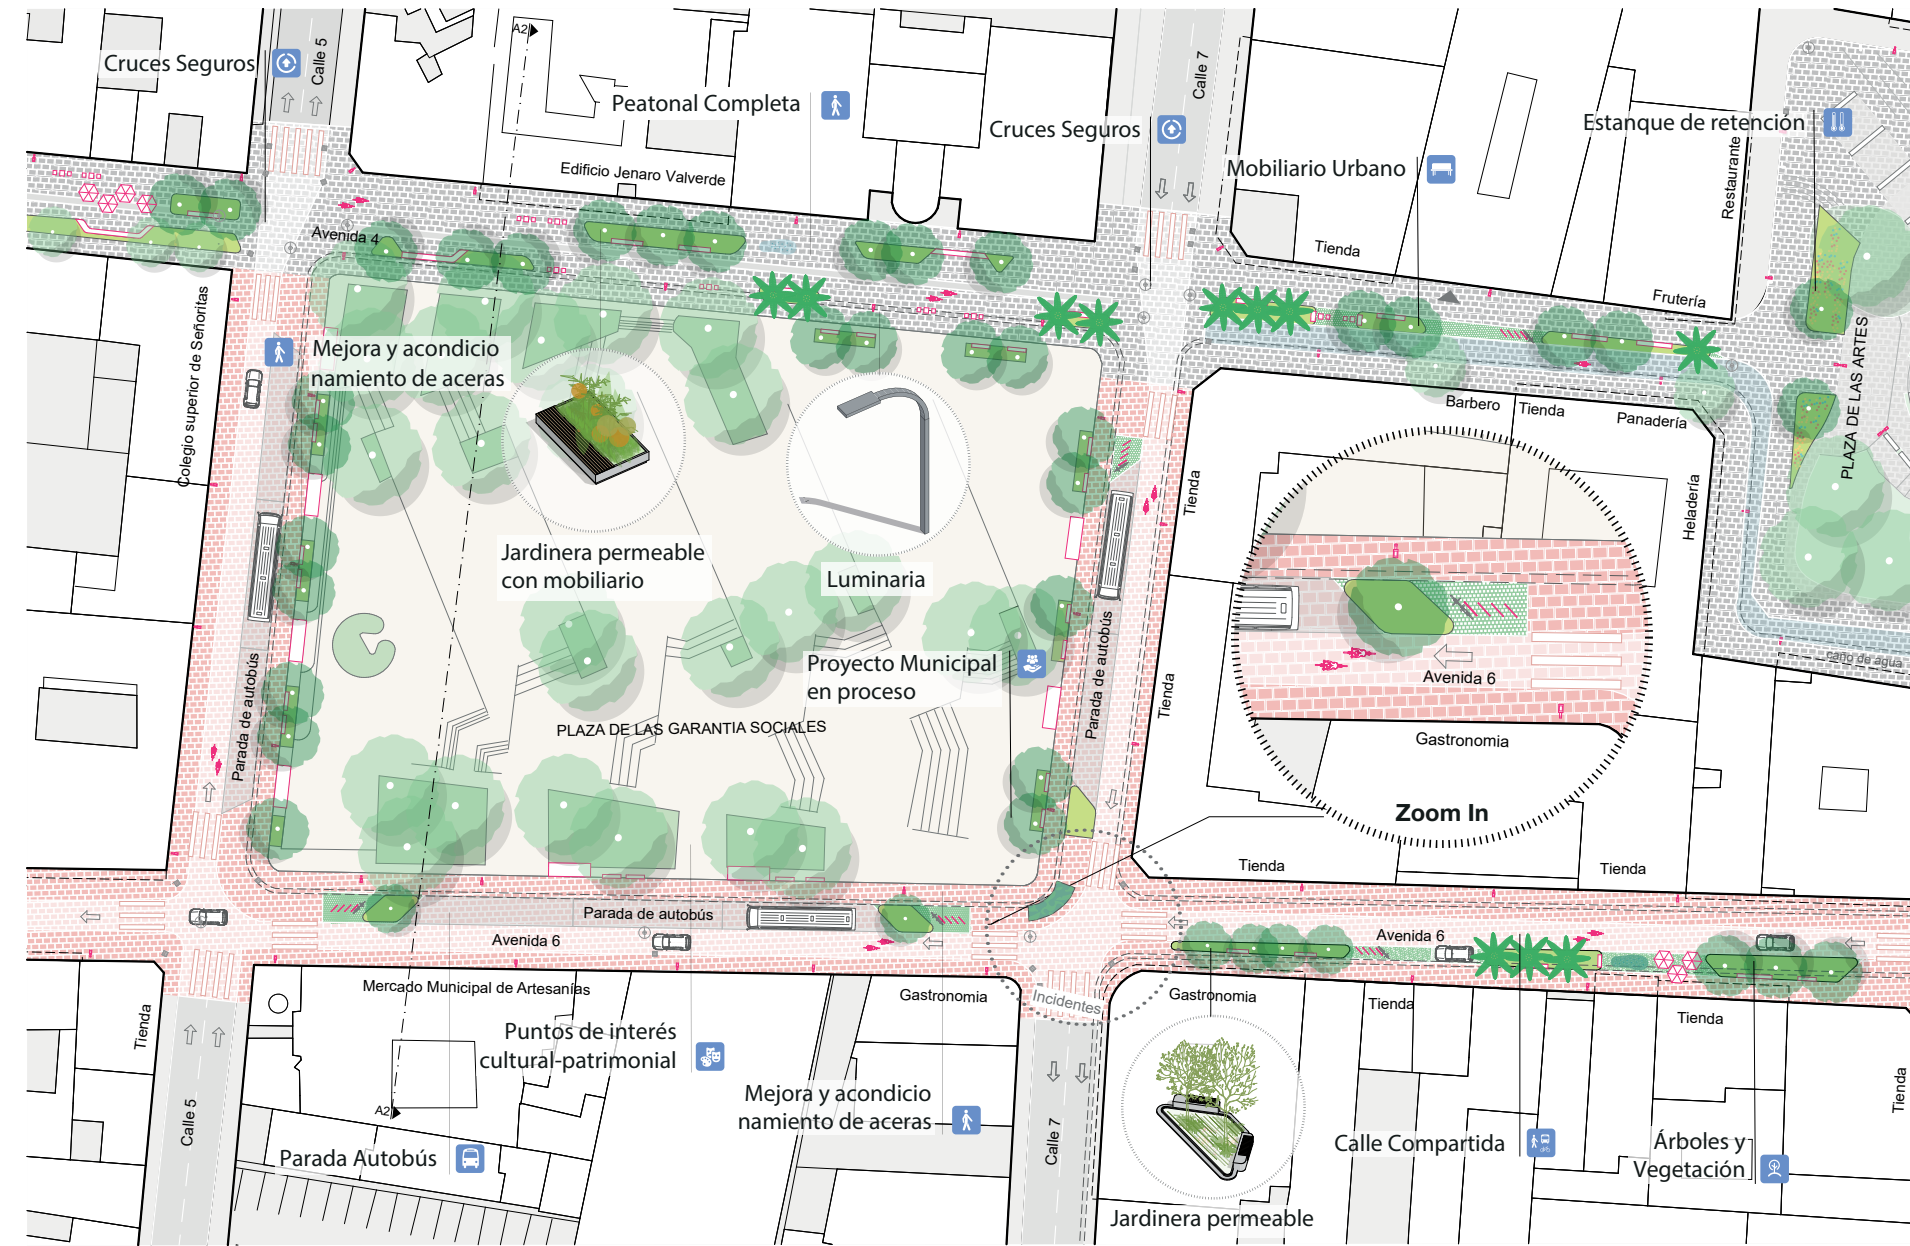 A2
Calle 5
Cruces Seguros
Calle 7
Peatonal Completa
Cruces Seguros
Estanque de retención
Mobiliario Urbano
Edificio Jenaro Valverde
Restaurante
Avenida 4
Tienda
Frutería
Colegio superior de Señoritas
Mejora y acondicio
namiento de aceras
PLAZA DE LAS ARTES
Barbero
Tienda
Panadería
Tienda
Heladería
Jardinera permeable
con mobiliario
Luminaria
Parada de autobús
Proyecto Municipal
en proceso
Parada de autobús
Tienda
caño de agua
Avenida 6
PLAZA DE LAS GARANTIA SOCIALES
Gastronomia
Zoom In
Tienda
Tienda
Parada de autobús
Avenida 6
Avenida 6
Mercado Municipal de Artesanías
Gastronomia
Incidentes
Gastronomia
Tienda
Tienda
Tienda
Puntos de interés
cultural-patrimonial
Mejora y acondicio
namiento de aceras
Tienda
A2
Calle 5
Calle 7
Parada Autobús
Calle Compartida
Árboles y
Vegetación
Jardinera permeable